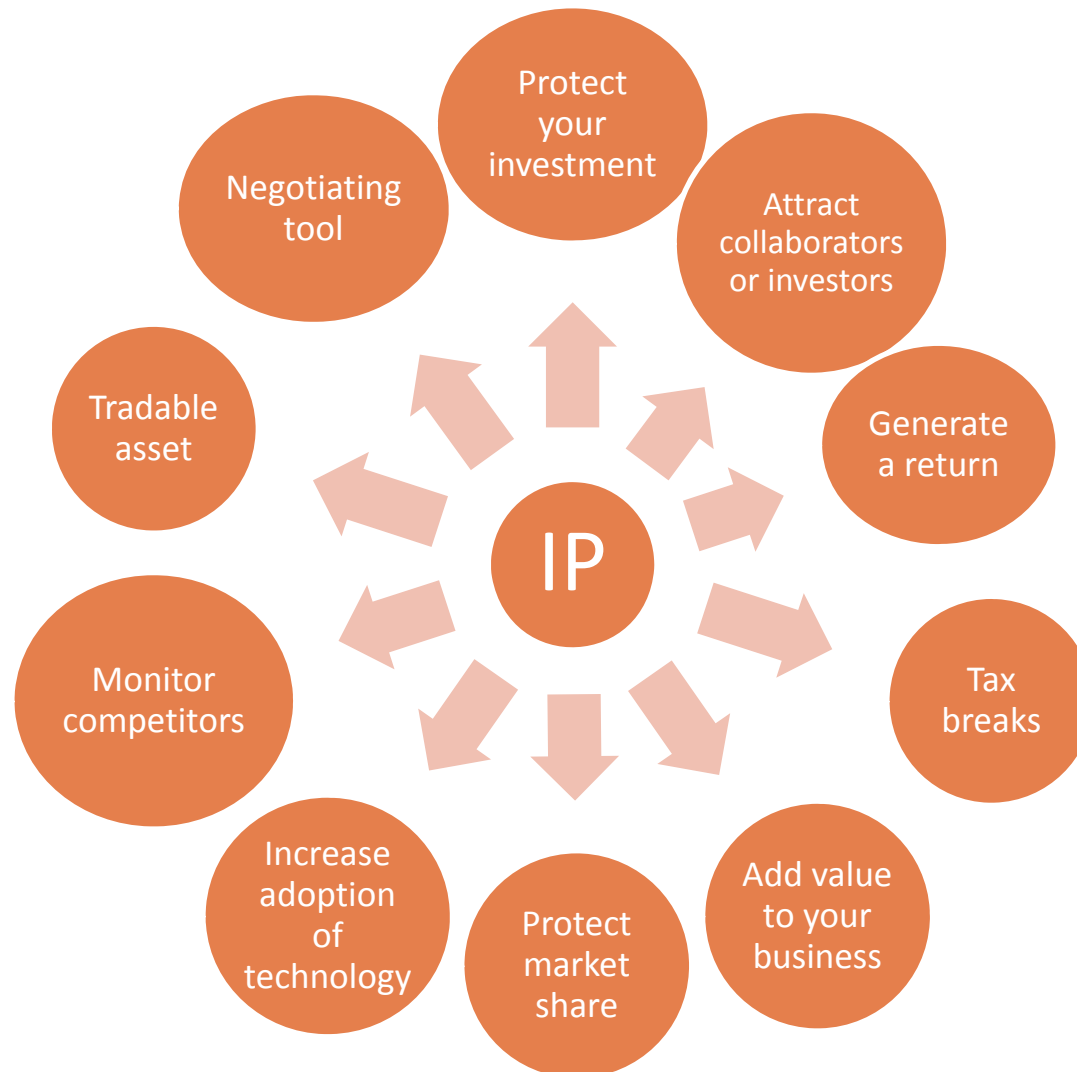 Protect
your
investment
Attract
collaborators
or investors
Generate
a return
Tax
breaks
Add value
to your
business
Protect
market
share
Increase
adoption
of
technology
Monitor
competitors
Tradable
asset
Negotiating
tool
IP